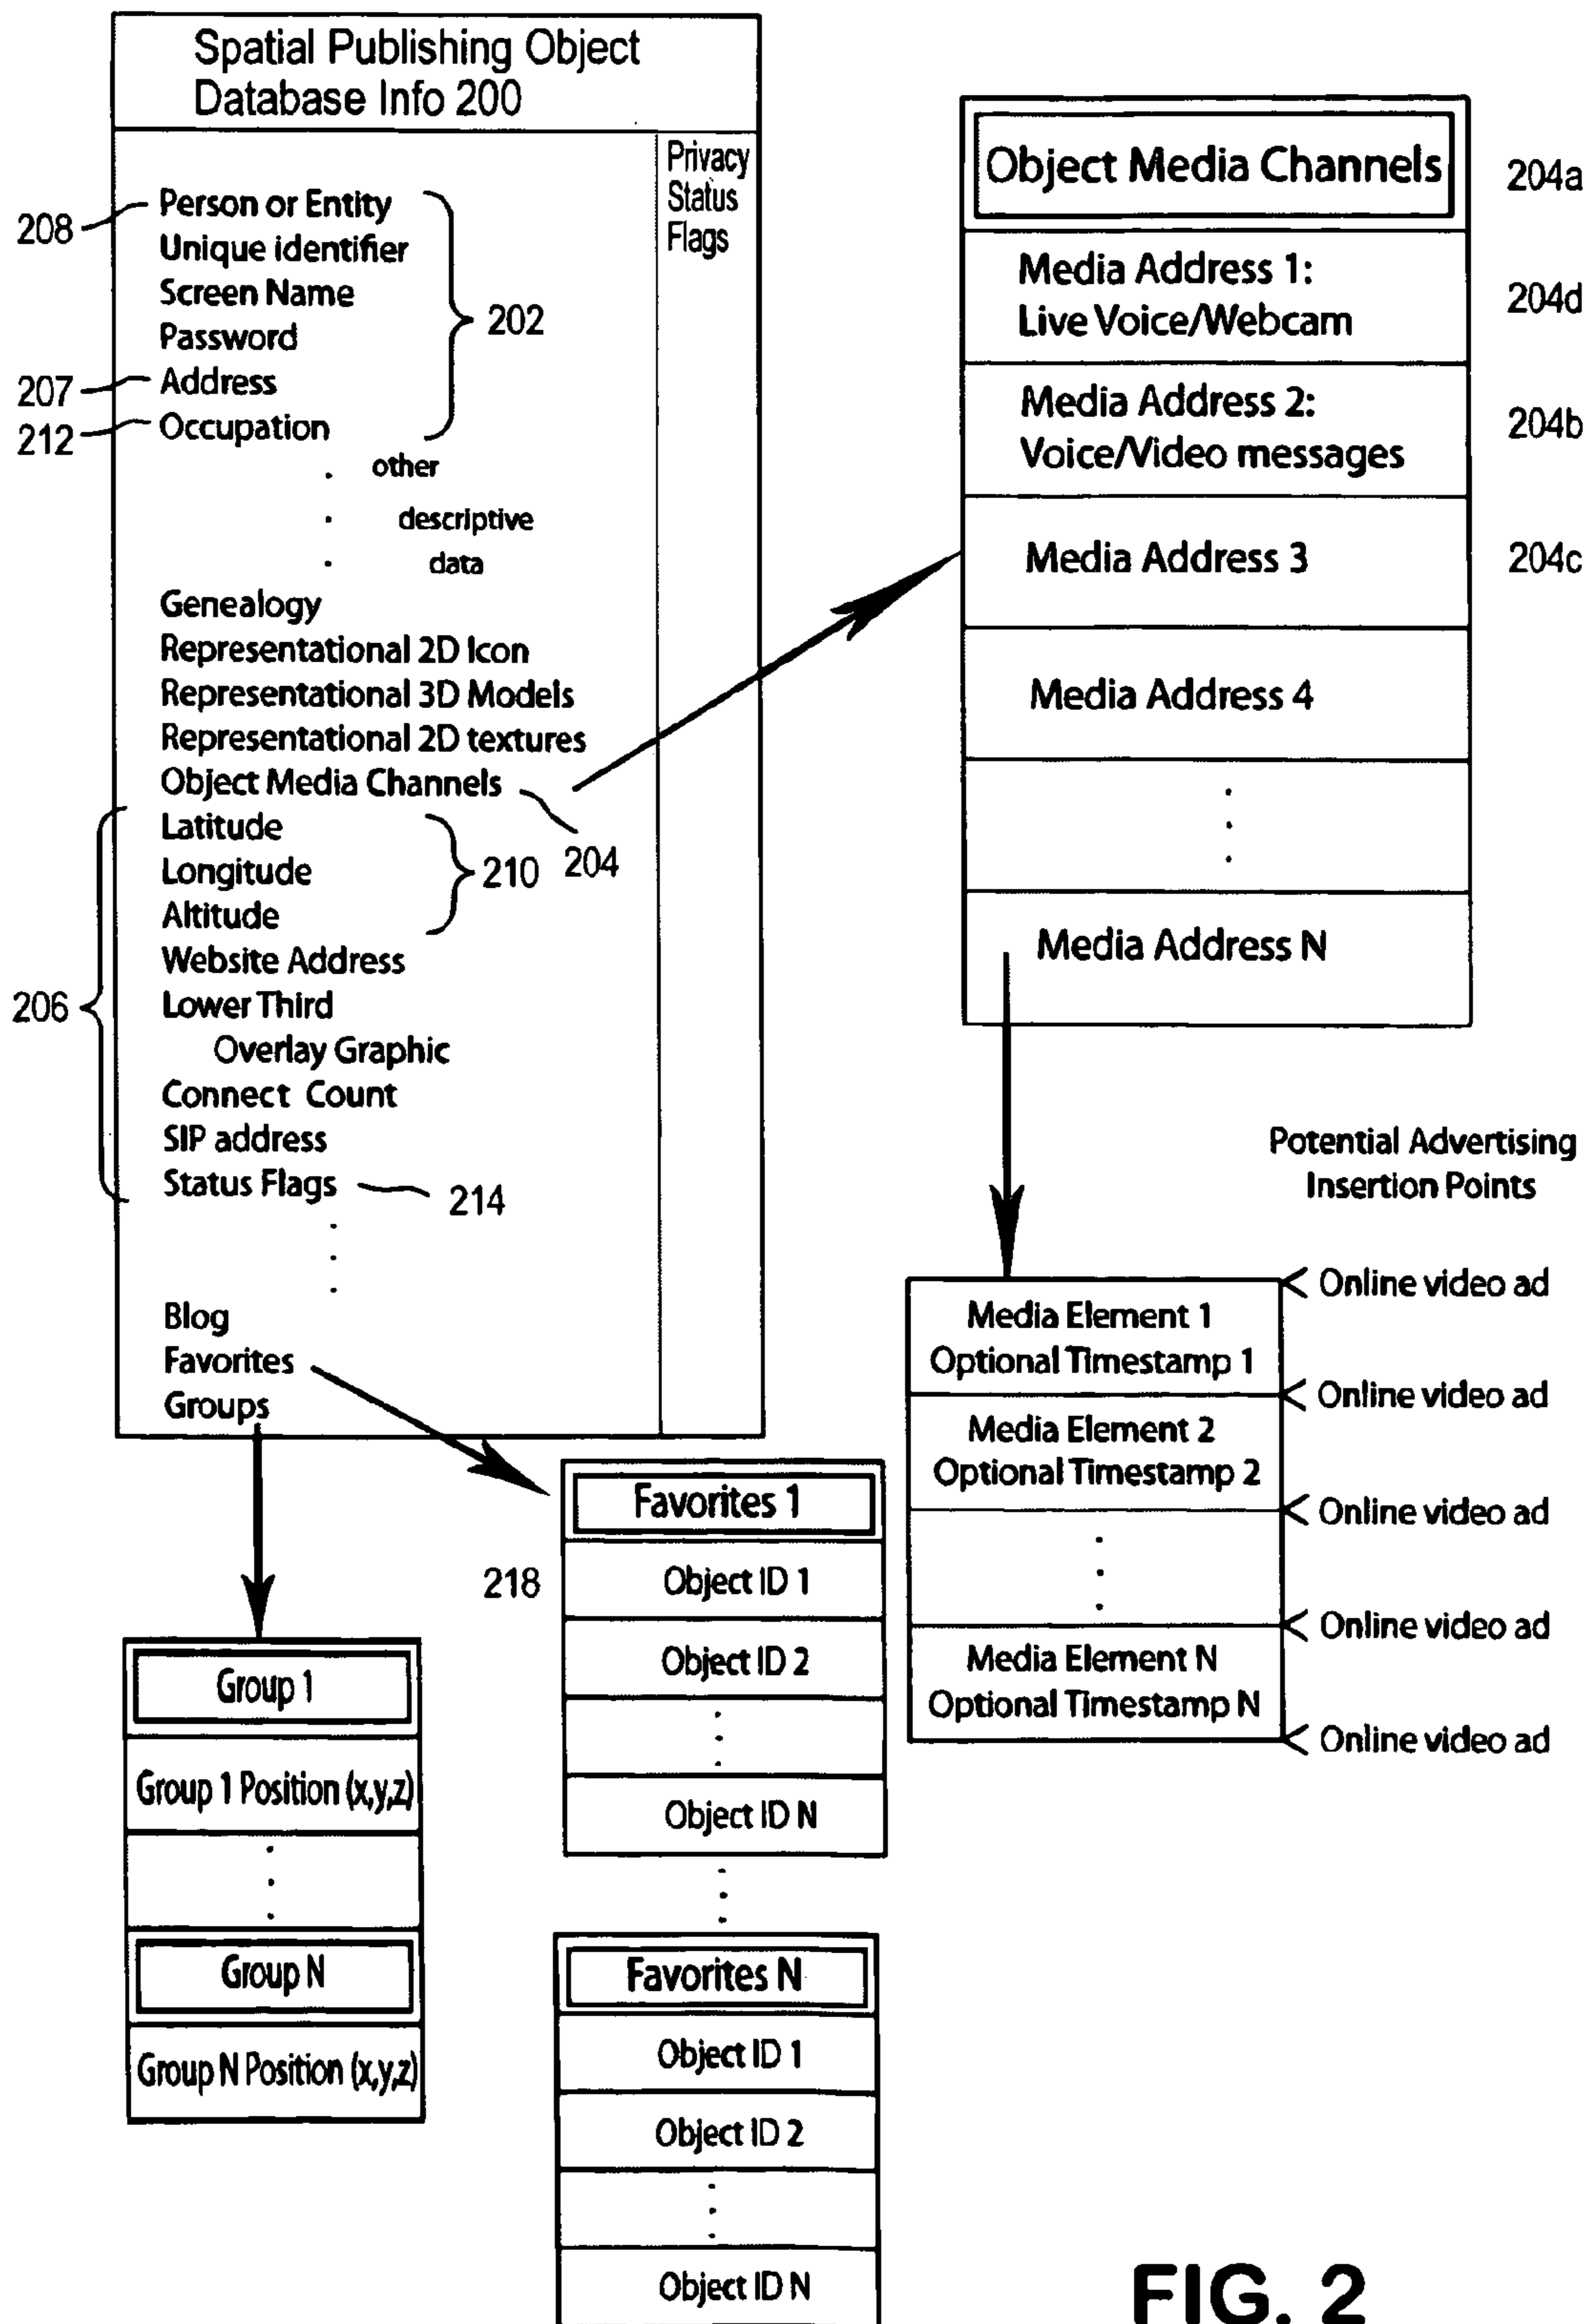 Spatial Publishing Object
Database Info 200
Privacy
Status
Flags
208
Person or Entity
Unique identifier
Screen Name
Password
202
207
Address
212
Occupation
. other
. descriptive
. data
Genealogy
Representational 2D Icon
Representational 3D Models
Representational 2D textures
Object Media Channels
204
206
Latitude
Longitude
Altitude
210
Website Address
Lower Third
Overlay Graphic
Connect Count
SIP address
Status Flags
214
Blog
Favorites
Groups
Object Media Channels
204a
Media Address 1:
Live Voice/Webcam
204d
Media Address 2:
Voice/Video messages
204b
Media Address 3
204c
Media Address 4
Media Address N
Potential Advertising
Insertion Points
Online video ad
Media Element 1
Optional Timestamp 1
Online video ad
Media Element 2
Optional Timestamp 2
Online video ad
Online video ad
Media Element N
Optional Timestamp N
Online video ad
Favorites 1
218
Object ID 1
Object ID 2
Object ID N
Favorites N
Object ID 1
Object ID 2
Object ID N
Group 1
Group 1 Position (x,y,z)
Group N
Group N Position (x,y,z)
FIG. 2